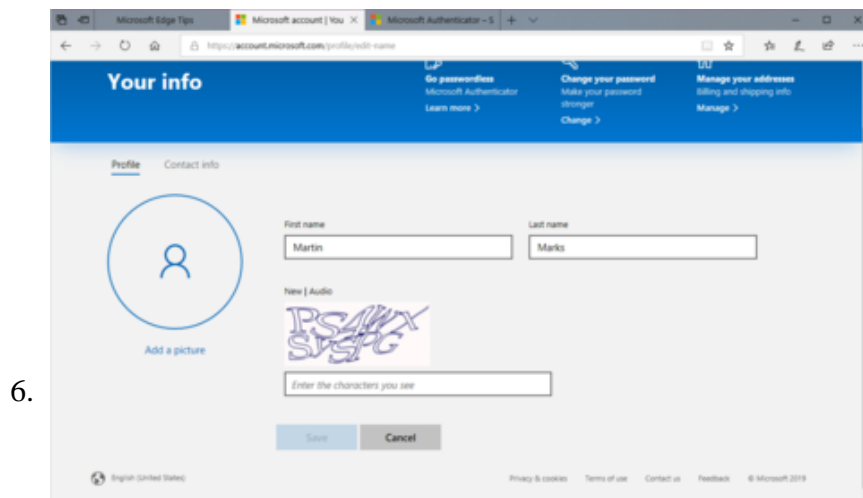 Microsoft Edge Tips
Microsoft account | You
Microsoft Authenticator – S
https://account.microsoft.com/profile/edit-name
Your info
Go passwordless
Microsoft Authenticator
Learn more >
Change your password
Make your password
stronger
Change >
Manage your addresses
Billing and shipping info
Manage >
Profile Contact info
First name Last name
Martin Marks
New | Audio
Add a picture
Enter the characters you see
6.
Save Cancel
English (United States) Privacy & cookies Terms of use Contact us Feedback © Microsoft 2019